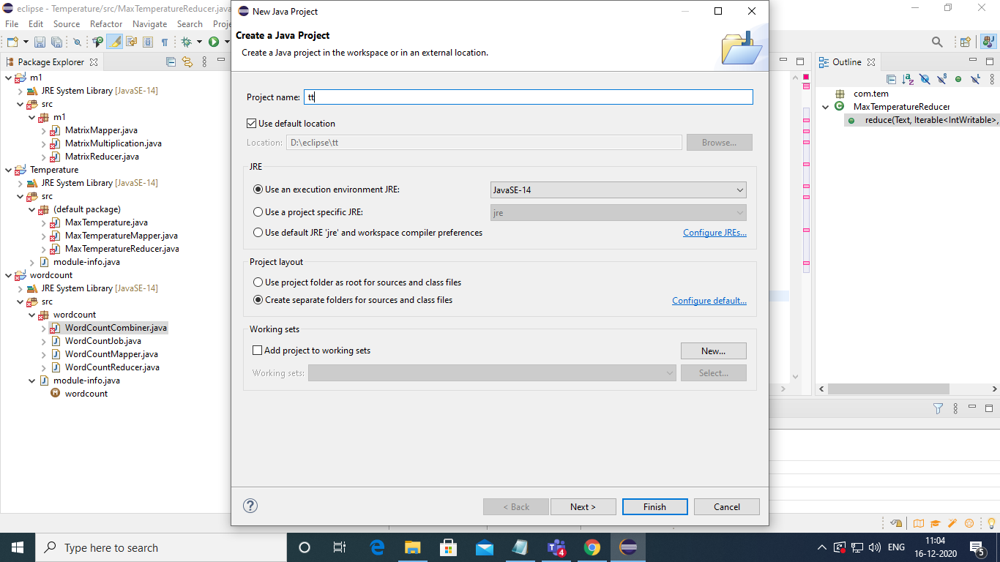 eclipse - Temperature/src/MaxTemperatureReducer.java
File Edit Source Refactor Navigate Search Proj
Package Explorer
m1
JRE System Library [JavaSE-14]
src
m1
MatrixMapper.java
MatrixMultiplication.java
MatrixReducer.java
Temperature
JRE System Library [JavaSE-14]
src
(default package)
MaxTemperature.java
MaxTemperatureMapper.java
MaxTemperatureReducer.java
module-info.java
wordcount
JRE System Library [JavaSE-14]
src
wordcount
WordCountCombiner.java
WordCountJob.java
WordCountMapper.java
WordCountReducer.java
module-info.java
wordcount
New Java Project
Create a Java Project
Create a Java project in the workspace or in an external location.
Project name: tt
Use default location
Location: D:\eclipse\tt Browse...
JRE
Use an execution environment JRE: JavaSE-14
Use a project specific JRE: jre
Use default JRE 'jre' and workspace compiler preferences Configure JREs...
Project layout
Use project folder as root for sources and class files
Create separate folders for sources and class files Configure default...
Working sets
Add project to working sets New...
Working sets: Select...
< Back Next > Finish Cancel
Outline
com.tem
MaxTemperatureReducer
reduce(Text, Iterable<IntWritable>,
Type here to search
4
ENG
11:04
16-12-2020
5